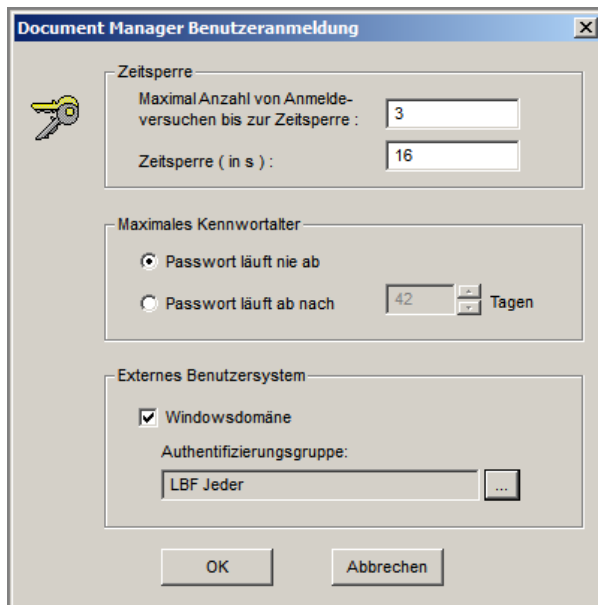 Document Manager Benutzeranmeldung
Zeitsperre
Maximal Anzahl von Anmelde-
versuchen bis zur Zeitsperre :
3
Zeitsperre ( in s ) :
16
Maximales Kennwortalter
Passwort läuft nie ab
Passwort läuft ab nach
42
Tagen
Externes Benutzersystem
Windowsdomäne
Authentifizierungsgruppe:
LBF Jeder
...
OK
Abbrechen